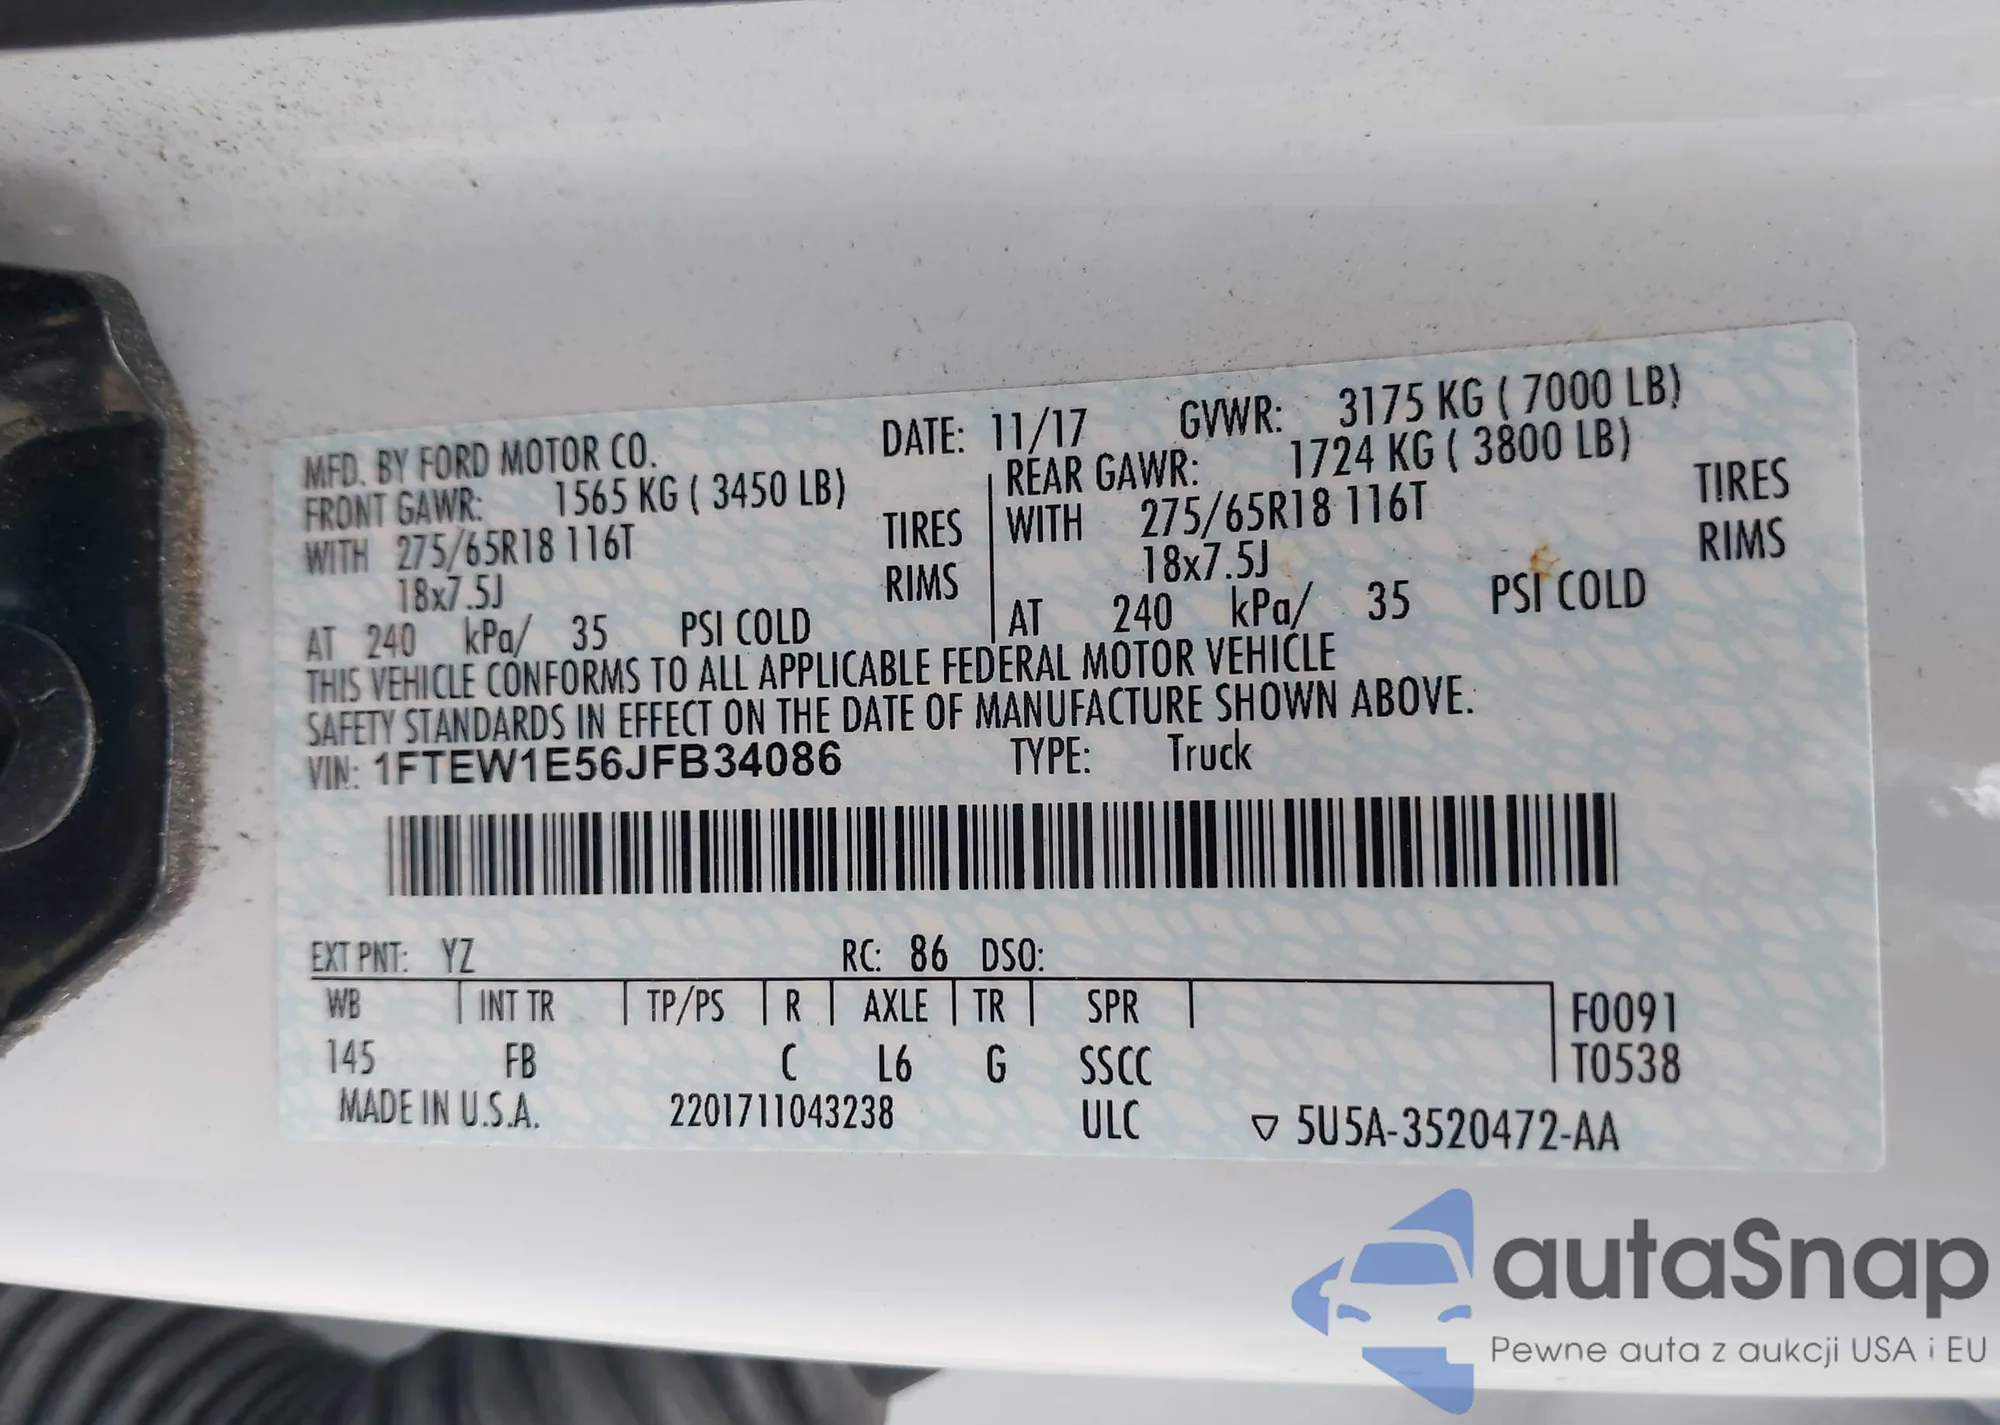 MFD. BY FORD MOTOR CO. DATE: 11/17 GVWR: 3175 KG ( 7000 LB)
FRONT GAWR: 1565 KG ( 3450 LB) REAR GAWR: 1724 KG ( 3800 LB)
WITH 275/65R18 116T TIRES WITH 275/65R18 116T TIRES
18x7.5J RIMS 18x7.5J RIMS
AT 240 kPa/ 35 PSI COLD AT 240 kPa/ 35 PSI COLD
THIS VEHICLE CONFORMS TO ALL APPLICABLE FEDERAL MOTOR VEHICLE
SAFETY STANDARDS IN EFFECT ON THE DATE OF MANUFACTURE SHOWN ABOVE.
VIN: 1FTEW1E56JFB34086 TYPE: Truck
EXT PNT: YZ RC: 86 DSO:
WB INT TR TP/PS R AXLE TR SPR F0091
145 FB C L6 G SSCC T0538
MADE IN U.S.A. 2201711043238 ULC ▽ 5U5A-3520472-AA
autaSnap
Pewne auta z aukcji USA i EU